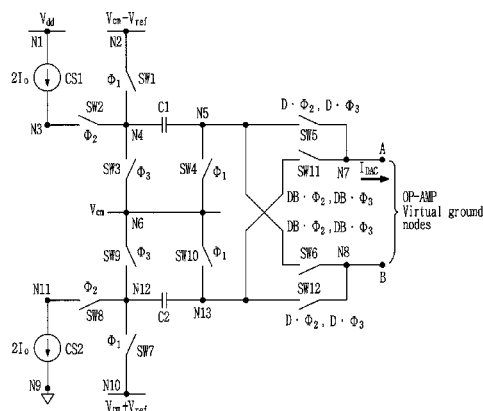 Vdd
Vcm-Vref
N1
N2
2I0
CS1
Φ1
SW1
SW2
C1
N5
D·Φ2, D·Φ3
SW5
N3
Φ2
N4
SW11
N7
A
IDAC
SW3
Φ3
SW4
Φ1
DB·Φ2, DB·Φ3
Vcm
N6
OP-AMP
Virtual ground
nodes
DB·Φ2, DB·Φ3
SW9
Φ3
SW10
Φ1
SW6
N8
B
N11
Φ2
N12
SW8
C2
N13
SW12
D·Φ2, D·Φ3
Φ1
SW7
2I0
CS2
N9
N10
Vcm+Vref